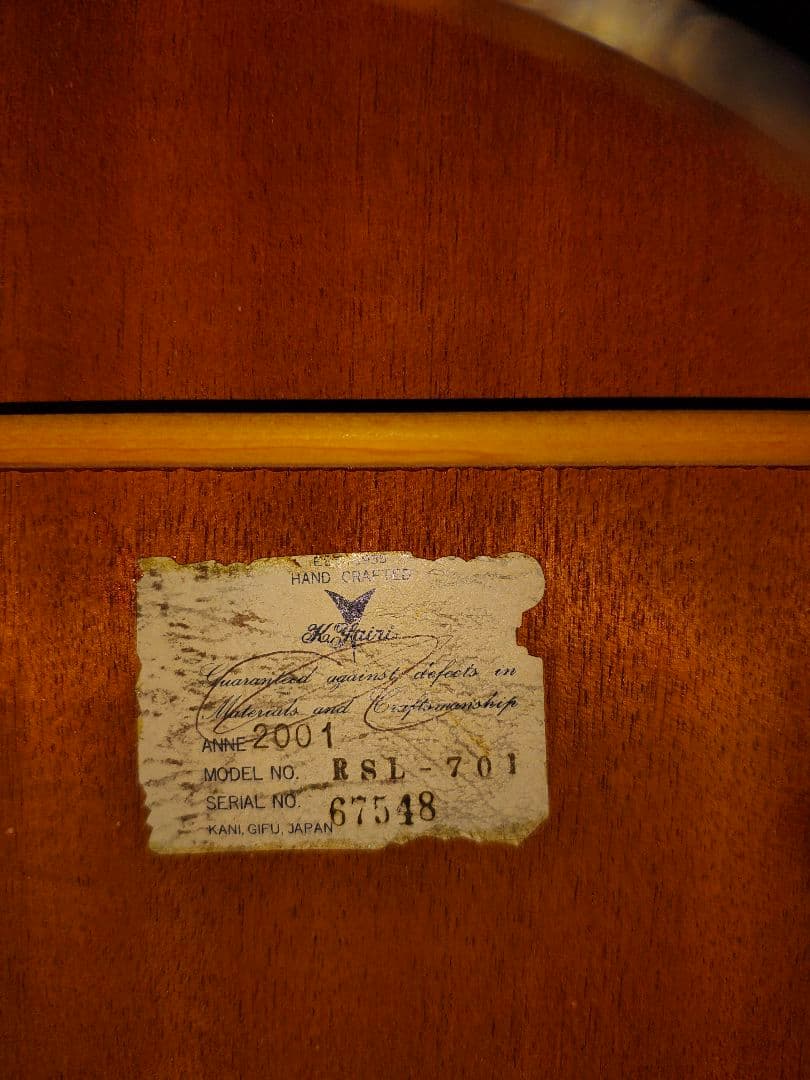 HAND CRAFTED
K.Yairi
Guaranteed against defects in
Materials and Craftsmanship
ANNE 2001
MODEL NO. RSL-701
SERIAL NO. 67548
KANI, GIFU, JAPAN